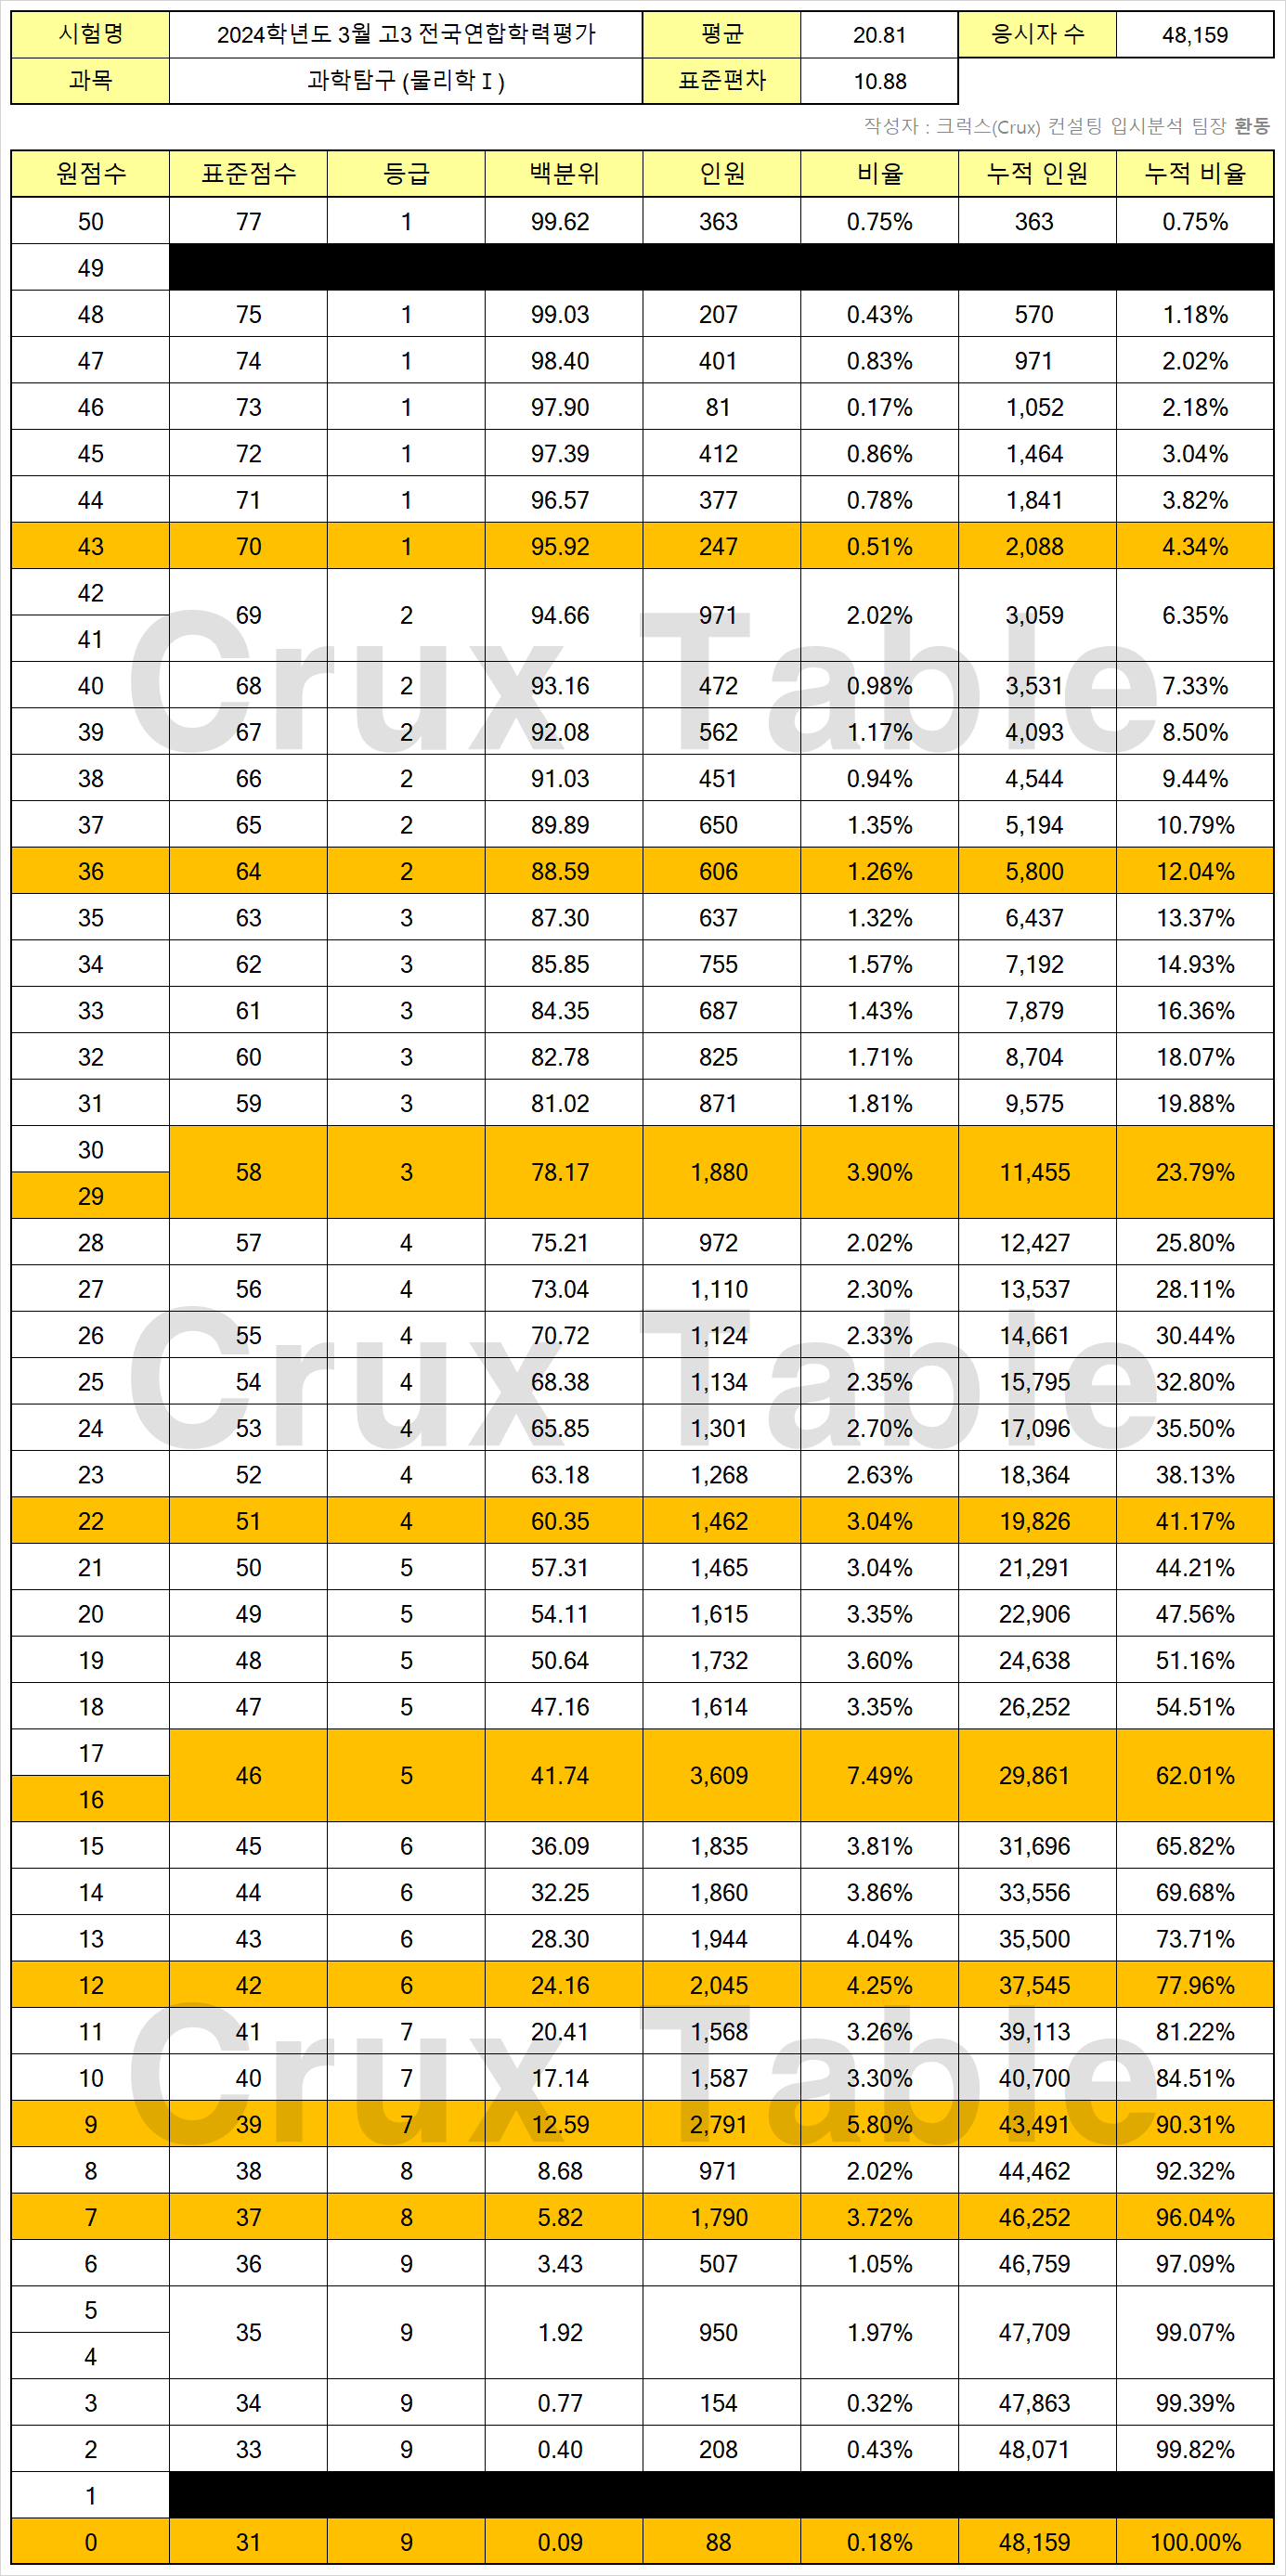 시험명 2024학년도 3월 고3 전국연합학력평가 평균 20.81 응시자 수 48,159
과목 과학탐구 (물리학 I) 표준편차 10.88
작성자 : 크럭스(Crux) 컨설팅 입시분석 팀장 환동
원점수 표준점수 등급 백분위 인원 비율 누적 인원 누적 비율
50 77 1 99.62 363 0.75% 363 0.75%
49
48 75 1 99.03 207 0.43% 570 1.18%
47 74 1 98.40 401 0.83% 971 2.02%
46 73 1 97.90 81 0.17% 1,052 2.18%
45 72 1 97.39 412 0.86% 1,464 3.04%
44 71 1 96.57 377 0.78% 1,841 3.82%
43 70 1 95.92 247 0.51% 2,088 4.34%
42
69 2 94.66 971 2.02% 3,059 6.35%
41
40 68 2 93.16 472 0.98% 3,531 7.33%
39 67 2 92.08 562 1.17% 4,093 8.50%
Crux Table
38 66 2 91.03 451 0.94% 4,544 9.44%
37 65 2 89.89 650 1.35% 5,194 10.79%
36 64 2 88.59 606 1.26% 5,800 12.04%
35 63 3 87.30 637 1.32% 6,437 13.37%
34 62 3 85.85 755 1.57% 7,192 14.93%
33 61 3 84.35 687 1.43% 7,879 16.36%
32 60 3 82.78 825 1.71% 8,704 18.07%
31 59 3 81.02 871 1.81% 9,575 19.88%
30
58 3 78.17 1,880 3.90% 11,455 23.79%
29
28 57 4 75.21 972 2.02% 12,427 25.80%
27 56 4 73.04 1,110 2.30% 13,537 28.11%
26 55 4 70.72 1,124 2.33% 14,661 30.44%
25 54 4 68.38 1,134 2.35% 15,795 32.80%
Crux Table
24 53 4 65.85 1,301 2.70% 17,096 35.50%
23 52 4 63.18 1,268 2.63% 18,364 38.13%
22 51 4 60.35 1,462 3.04% 19,826 41.17%
21 50 5 57.31 1,465 3.04% 21,291 44.21%
20 49 5 54.11 1,615 3.35% 22,906 47.56%
19 48 5 50.64 1,732 3.60% 24,638 51.16%
18 47 5 47.16 1,614 3.35% 26,252 54.51%
17
46 5 41.74 3,609 7.49% 29,861 62.01%
16
15 45 6 36.09 1,835 3.81% 31,696 65.82%
14 44 6 32.25 1,860 3.86% 33,556 69.68%
13 43 6 28.30 1,944 4.04% 35,500 73.71%
12 42 6 24.16 2,045 4.25% 37,545 77.96%
11 41 7 20.41 1,568 3.26% 39,113 81.22%
10 40 7 17.14 1,587 3.30% 40,700 84.51%
Crux Table
9 39 7 12.59 2,791 5.80% 43,491 90.31%
8 38 8 8.68 971 2.02% 44,462 92.32%
7 37 8 5.82 1,790 3.72% 46,252 96.04%
6 36 9 3.43 507 1.05% 46,759 97.09%
5
35 9 1.92 950 1.97% 47,709 99.07%
4
3 34 9 0.77 154 0.32% 47,863 99.39%
2 33 9 0.40 208 0.43% 48,071 99.82%
1
0 31 9 0.09 88 0.18% 48,159 100.00%